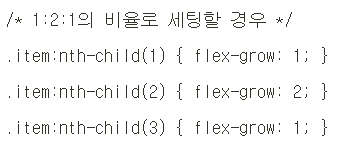 /* 1:2:1의 비율로 세팅할 경우 */
.item:nth-child(1) { flex-grow: 1; }
.item:nth-child(2) { flex-grow: 2; }
.item:nth-child(3) { flex-grow: 1; }